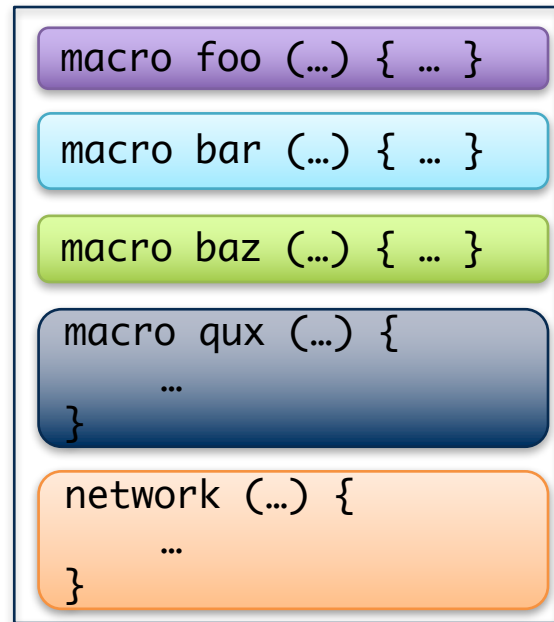 macro foo (…) { … }
macro bar (…) { … }
macro baz (…) { … }
macro qux (…) {
…
}
network (…) {
…
}